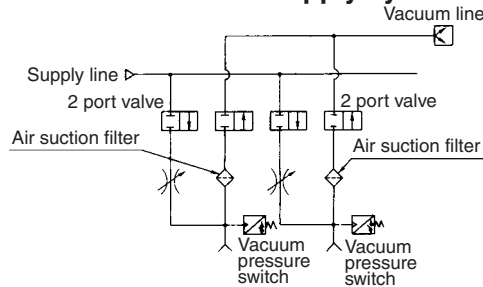 Vacuum line
Supply line
2 port valve
2 port valve
Air suction filter
Air suction filter
Vacuum
pressure
switch
Vacuum
pressure
switch